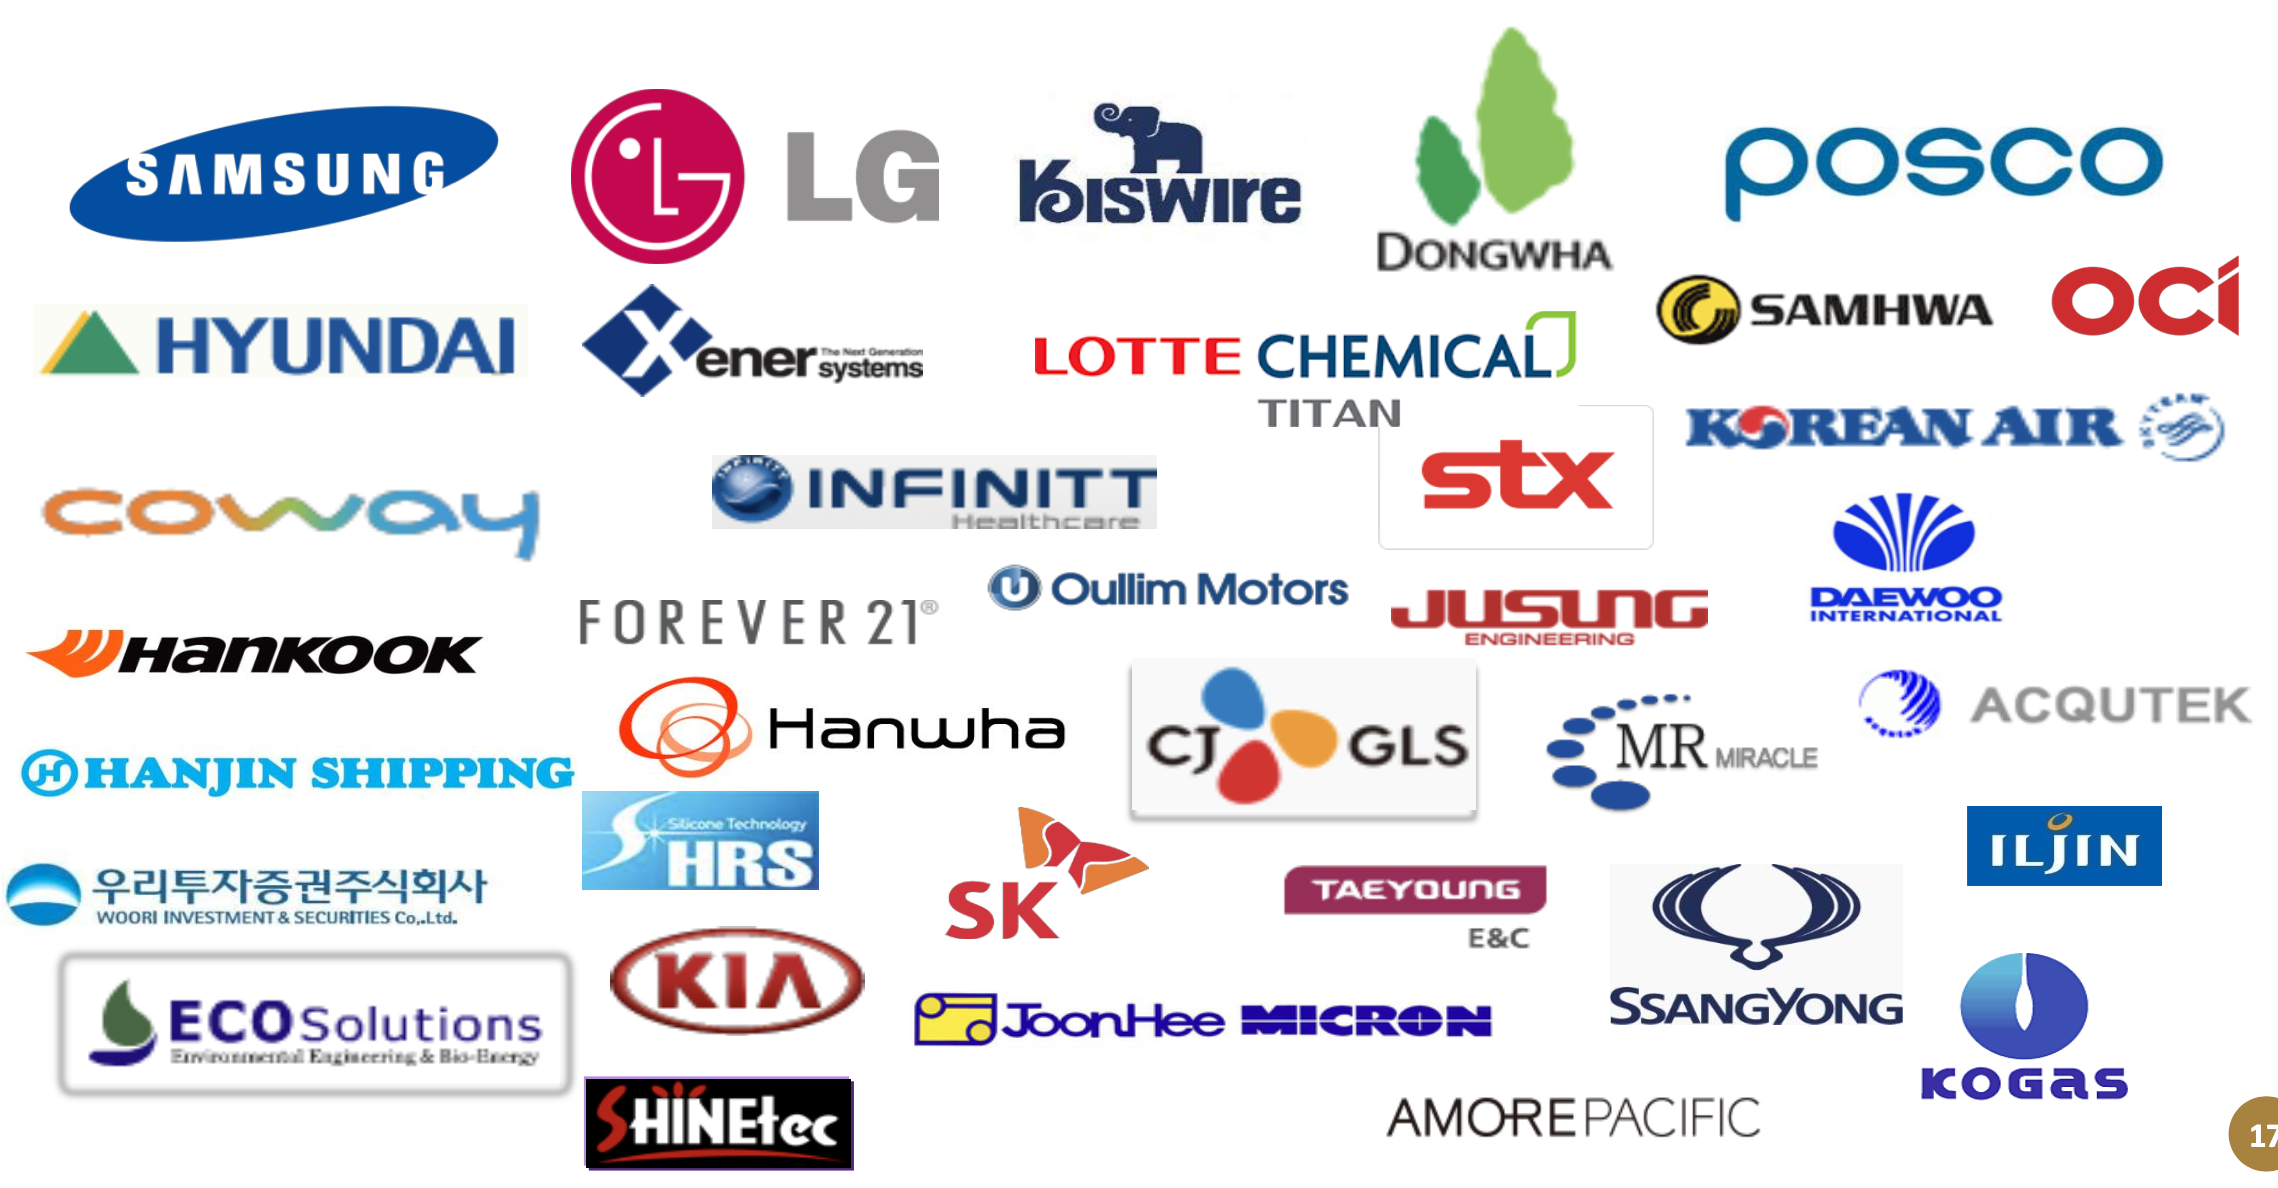 SAMSUNG
LG
KISWIRE
DONGWHA
posco
HYUNDAI
Xener The Next Generation
systems
LOTTE CHEMICAL
TITAN
SAMHWA
OCI
KOREAN AIR SKYTEAM
coway
INFINITT INFINITT
Healthcare
stx
DAEWOO
INTERNATIONAL
FOREVER 21®
U Oullim Motors
JUSUNG
ENGINEERING
Hankook
Hanwha
CJ GLS
MR MIRACLE
ACQUTEK
H HANJIN SHIPPING
Silicone Technology
HRS
SK
TAEYOUNG
E&C
SSANGYONG
ILJIN
우리투자증권주식회사
WOORI INVESTMENT & SECURITIES Co,.Ltd.
ECOSolutions
Environmental Engineering & Bio-Energy
KIA
JoonHee MICRON
KOGAS
SHINEtec
AMOREPACIFIC
17